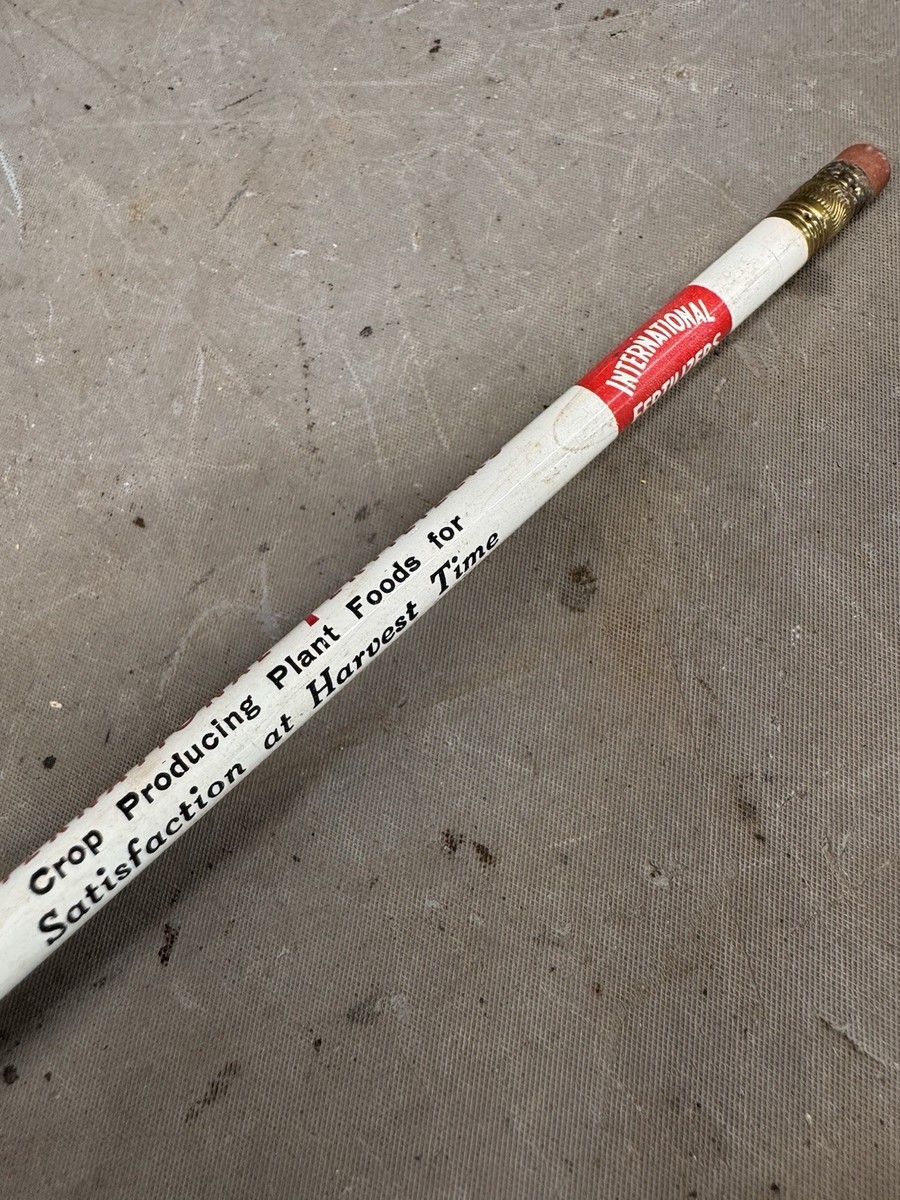 INTERNATIONAL
FERTILIZERS
Crop Producing Plant Foods for
Satisfaction at Harvest Time